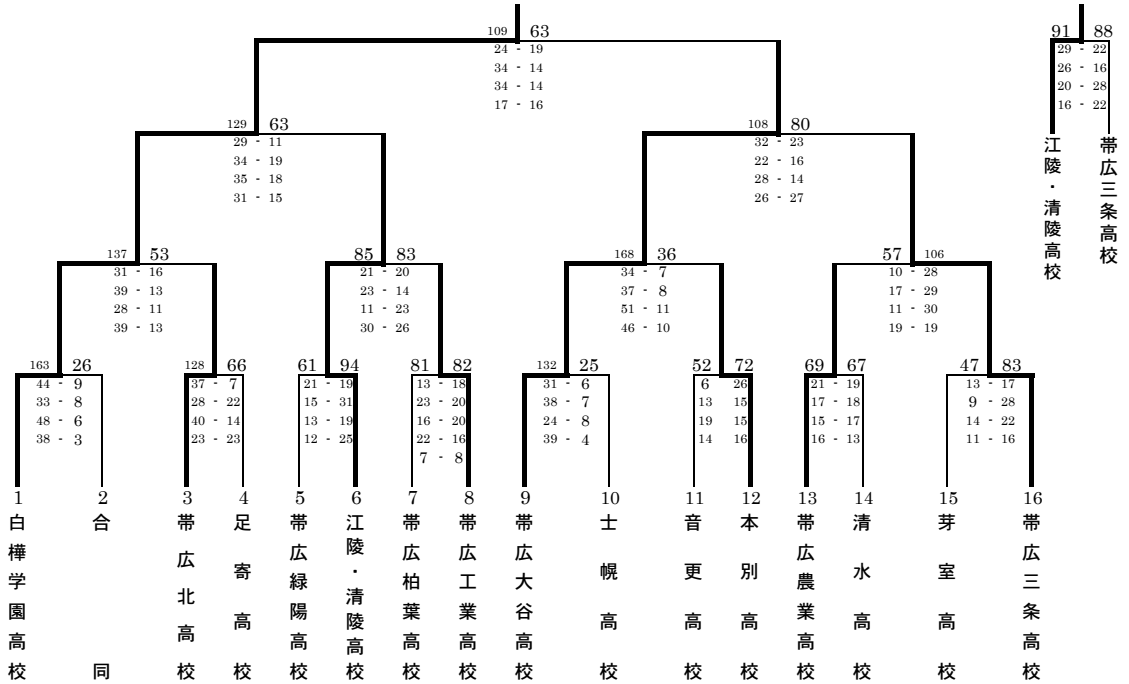 109 63
24 - 19
34 - 14
34 - 14
17 - 16
91 88
29 - 22
26 - 16
20 - 28
16 - 22
江陵・清陵高校
帯広三条高校
129 63
29 - 11
34 - 19
35 - 18
31 - 15
108 80
32 - 23
22 - 16
28 - 14
26 - 27
137 53
31 - 16
39 - 13
28 - 11
39 - 13
85 83
21 - 20
23 - 14
11 - 23
30 - 26
168 36
34 - 7
37 - 8
51 - 11
46 - 10
57 106
10 - 28
17 - 29
11 - 30
19 - 19
163 26
44 - 9
33 - 8
48 - 6
38 - 3
128 66
37 - 7
28 - 22
40 - 14
23 - 23
61 94
21 - 19
15 - 31
13 - 19
12 - 25
81 82
13 - 18
23 - 20
16 - 20
22 - 16
7 - 8
132 25
31 - 6
38 - 7
24 - 8
39 - 4
52 72
6 26
13 15
19 15
14 16
69 67
21 - 19
17 - 18
15 - 17
16 - 13
47 83
13 - 17
9 - 28
14 - 22
11 - 16
1 2 3 4 5 6 7 8 9 10 11 12 13 14 15 16
白樺学園高校
合同
帯広北高校
足寄高校
帯広緑陽高校
江陵・清陵高校
帯広柏葉高校
帯広工業高校
帯広大谷高校
士幌高校
音更高校
本別高校
帯広農業高校
清水高校
芽室高校
帯広三条高校